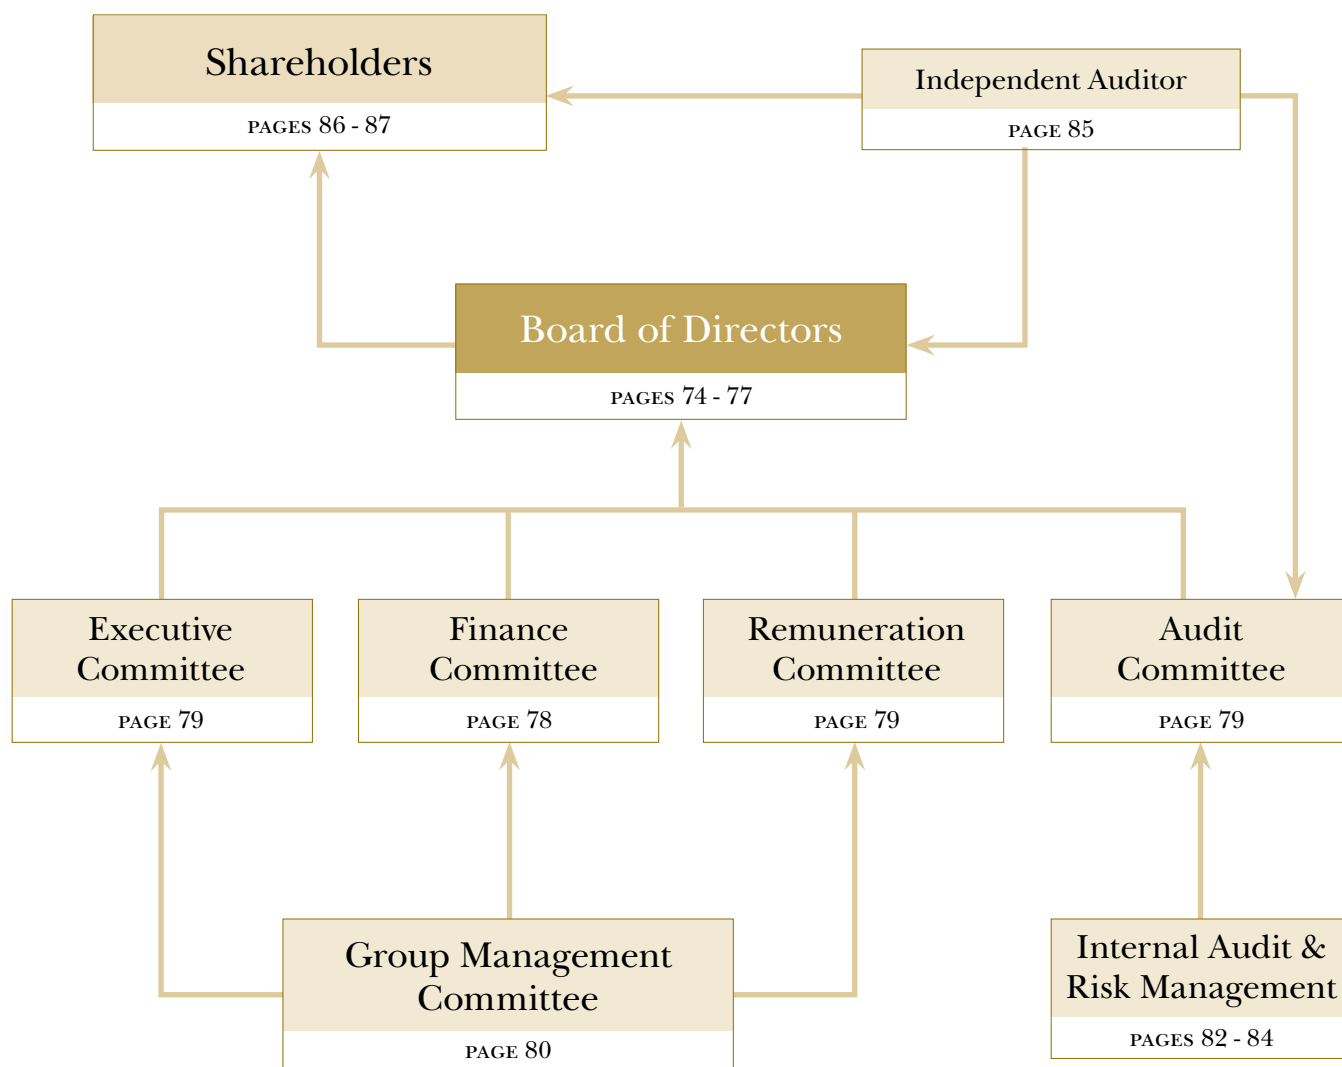 Shareholders
PAGES 86 - 87
Independent Auditor
PAGE 85
Board of Directors
PAGES 74 - 77
Executive
Committee
PAGE 79
Finance
Committee
PAGE 78
Remuneration
Committee
PAGE 79
Audit
Committee
PAGE 79
Group Management
Committee
PAGE 80
Internal Audit &
Risk Management
PAGES 82 - 84